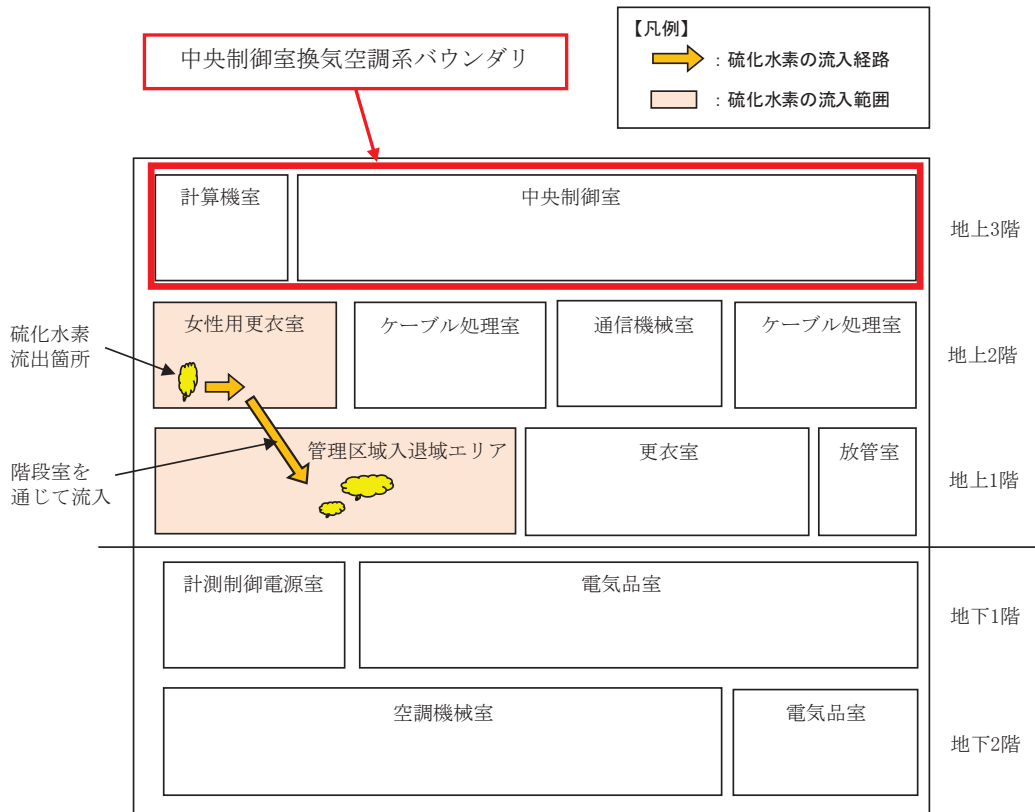 中央制御室換気空調系バウンダリ
【凡例】
：硫化水素の流入経路
：硫化水素の流入範囲
計算機室
中央制御室
地上3階
硫化水素
流出箇所
女性用更衣室
ケーブル処理室
通信機械室
ケーブル処理室
地上2階
階段室を
通じて流入
管理区域入退域エリア
更衣室
放管室
地上1階
計測制御電源室
電気品室
地下1階
空調機械室
電気品室
地下2階